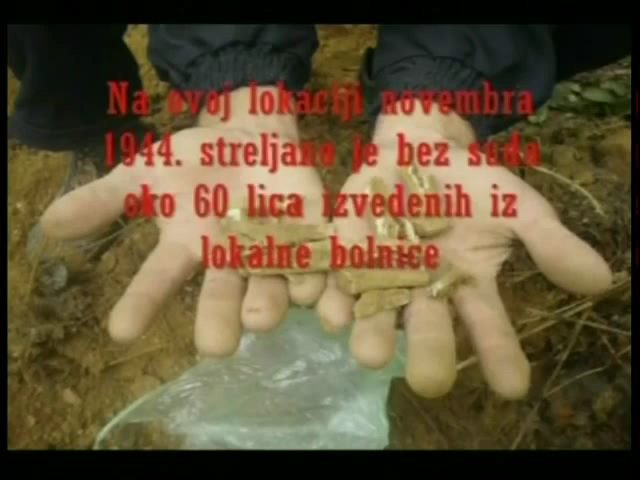 Na ovoj lokaciji novembra
1944. streljano je bez suda
oko 60 lica izvedenih iz
lokalne bolnice